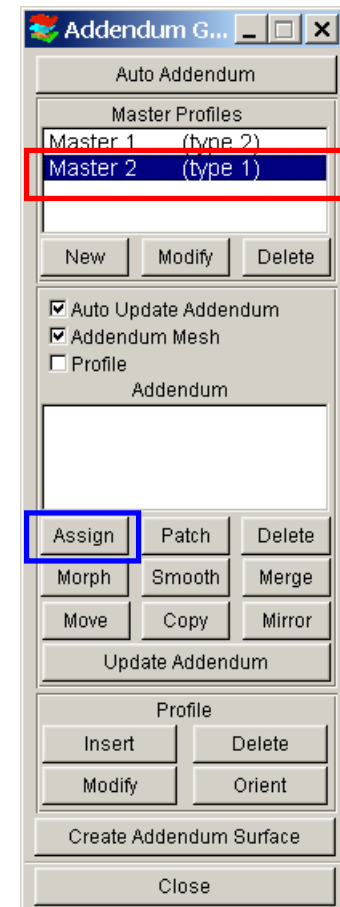 Addendum G...
Auto Addendum
Master Profiles
Master 1 (type 2)
Master 2 (type 1)
New Modify Delete
Auto Update Addendum
Addendum Mesh
Profile
Addendum
Assign Patch Delete
Morph Smooth Merge
Move Copy Mirror
Update Addendum
Profile
Insert Delete
Modify Orient
Create Addendum Surface
Close